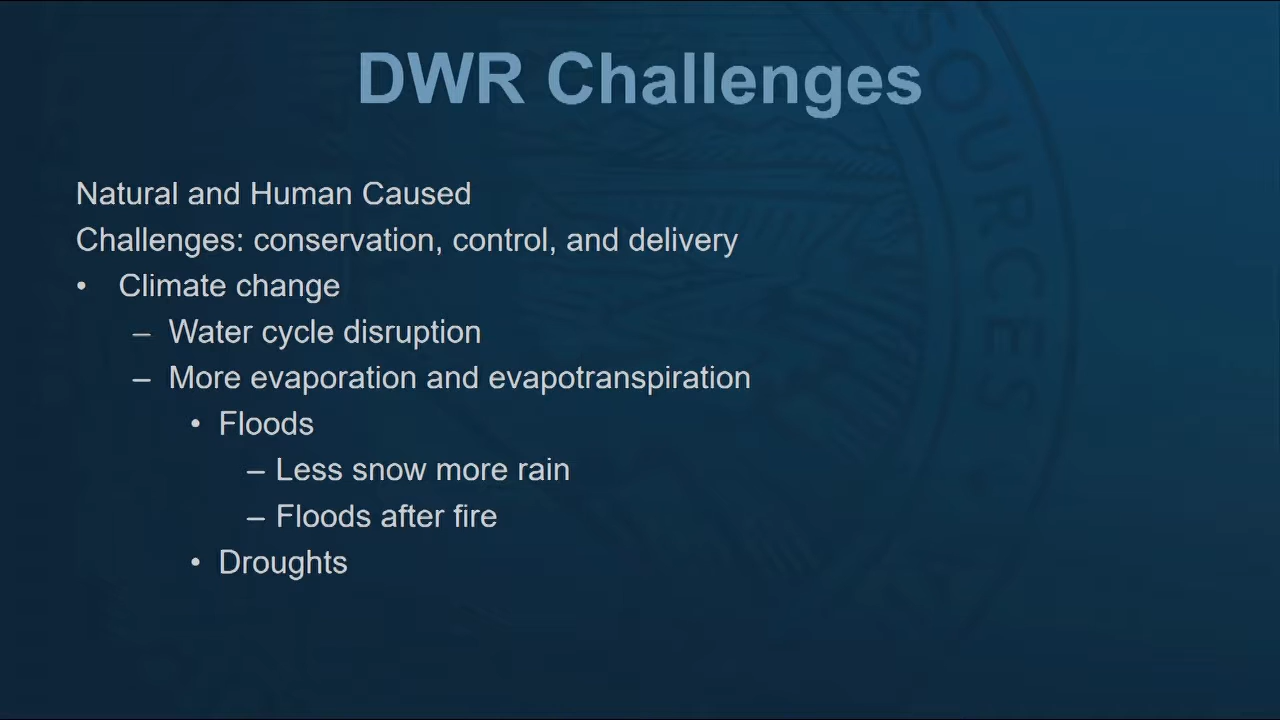 DWR Challenges
Natural and Human Caused
Challenges: conservation, control, and delivery
• Climate change
– Water cycle disruption
– More evaporation and evapotranspiration
• Floods
– Less snow more rain
– Floods after fire
• Droughts
SOURCES